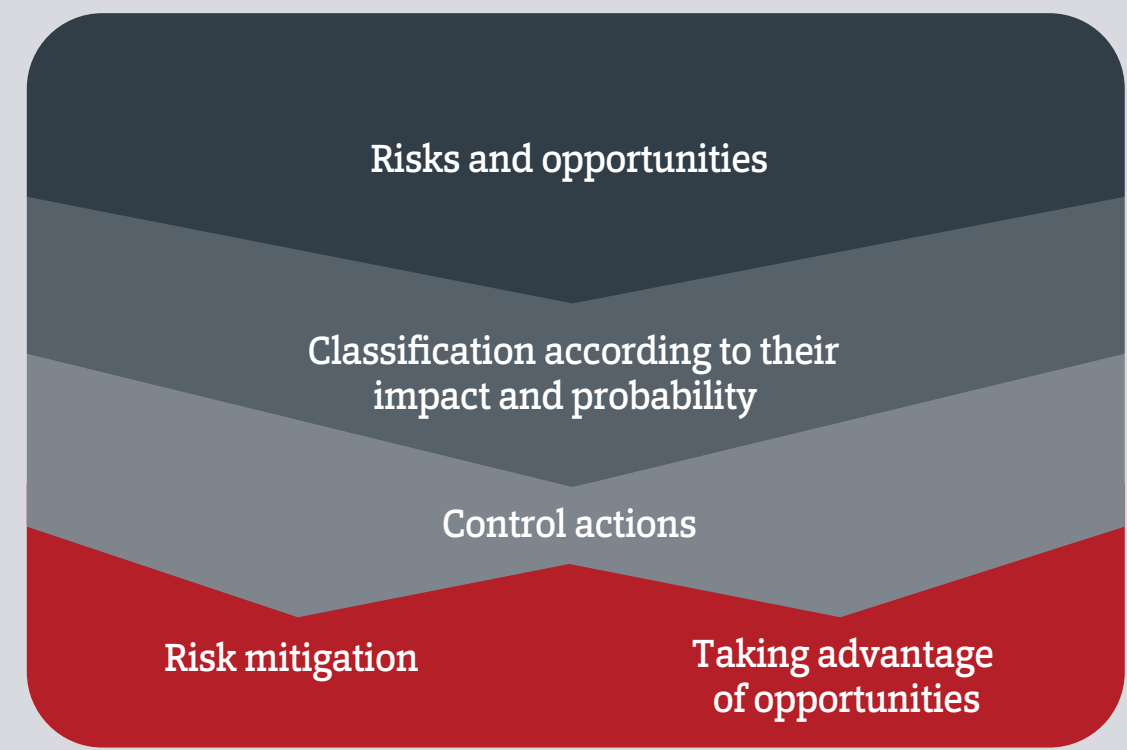 Risks and opportunities
Classification according to their
impact and probability
Control actions
Risk mitigation
Taking advantage
of opportunities